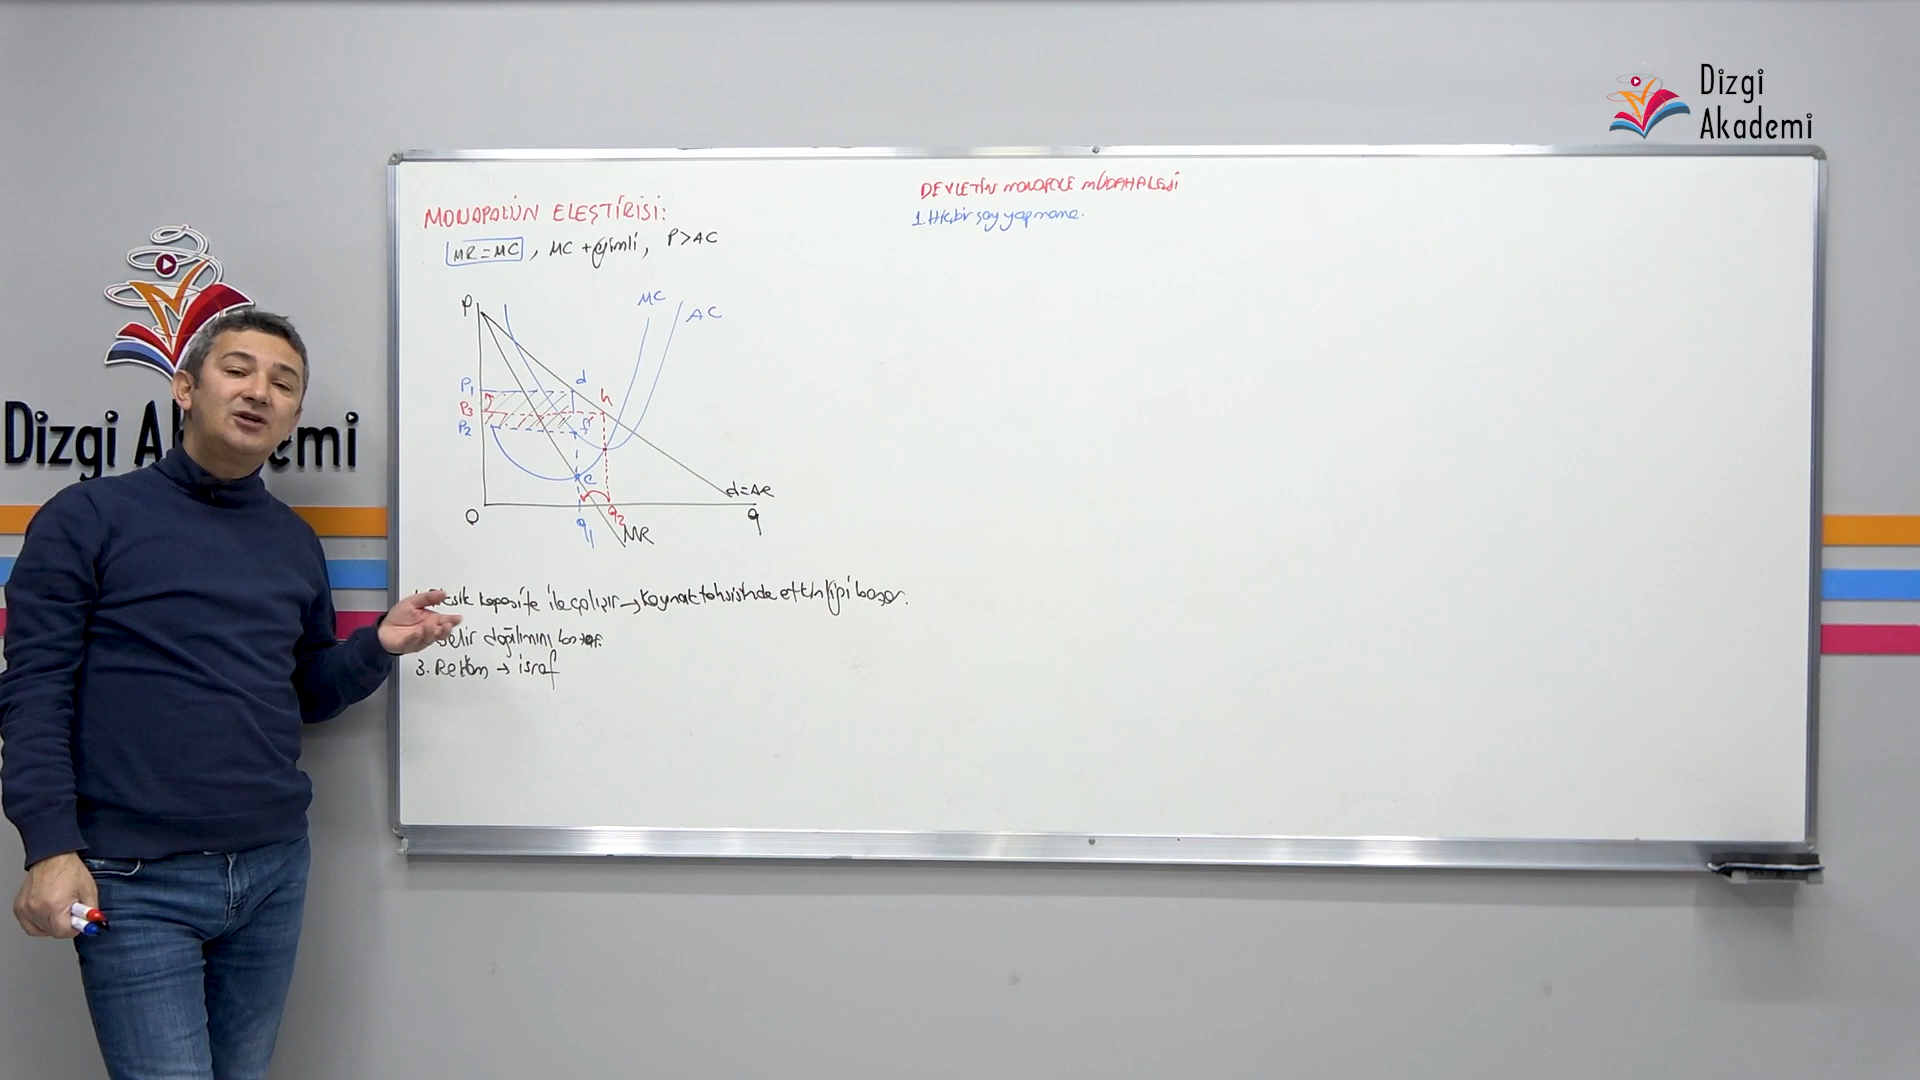 Dizgi
Akademi
Dizgi A emi
MONOPOLÜN ELEŞTİRİSİ:
MR = MC, MC + eğimli, P > AC
P
MC
AC
P1
d
P3
h
P2
f
e
d=AR
O
q1
q2
q
MR
kapasite ile çalışır → Kaynak tahsisinde etkinliği bozar.
Gelir dağılımını bozar.
3. Reklam → israf
DEVLETİN MONOPOLE MÜDAHALESİ
1. Hiçbir şey yapmama.